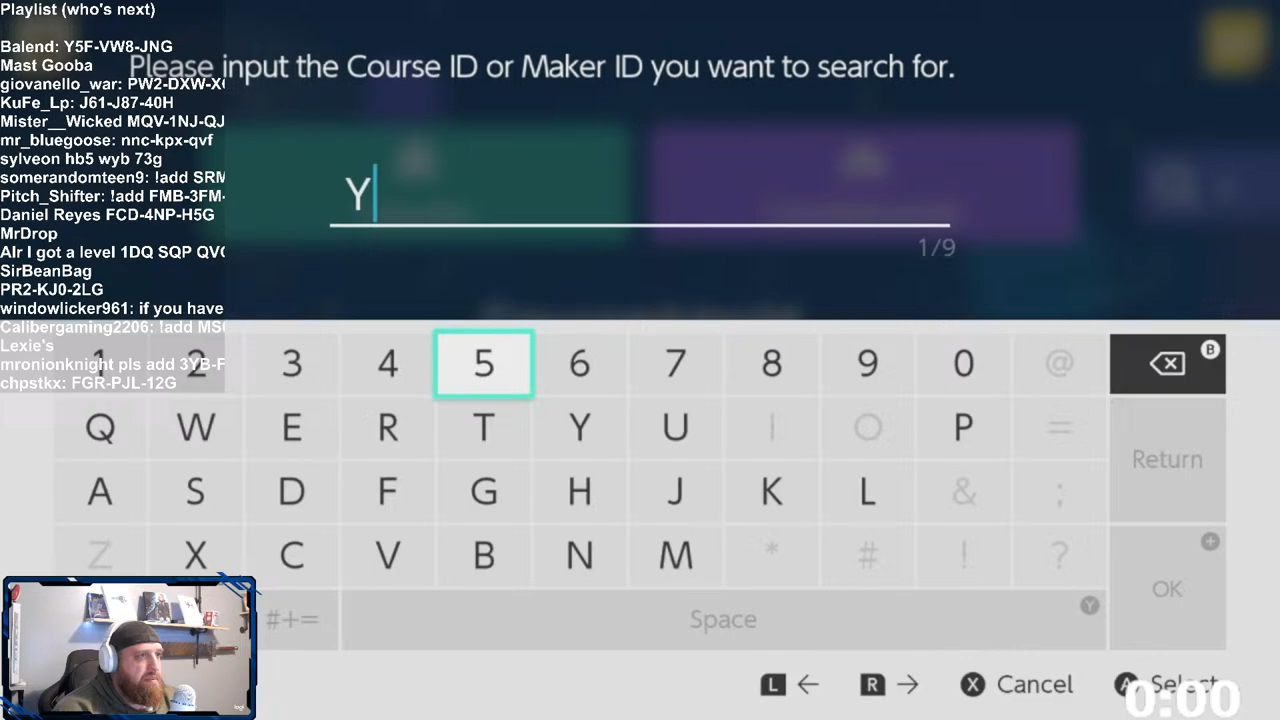 Playlist (who's next)
Balend: Y5F-VW8-JNG
Mast Gooba
giovanello_war: PW2-DXW-X
KuFe_Lp: J61-J87-40H
Mister__Wicked MQV-1NJ-QJ
mr_bluegoose: nnc-kpx-qvf
sylveon hb5 wyb 73g
somerandomteen9: !add SRM
Pitch_Shifter: !add FMB-3FM-
Daniel Reyes FCD-4NP-H5G
MrDrop
Alr I got a level 1DQ SQP QV
SirBeanBag
PR2-KJ0-2LG
windowlicker961: if you have
Calibergaming2206: !add MS
Lexie's
mronionknight pls add 3YB-F
chpstkx: FGR-PJL-12G
Please input the Course ID or Maker ID you want to search for.
Y
1/9
1 2 3 4 5 6 7 8 9 0 @ B
Q W E R T Y U I O P = Return
A S D F G H J K L & ;
Z X C V B N M * # ! ? + OK
#+= Space Y
L ← R → X Cancel A Select
0:00
logi